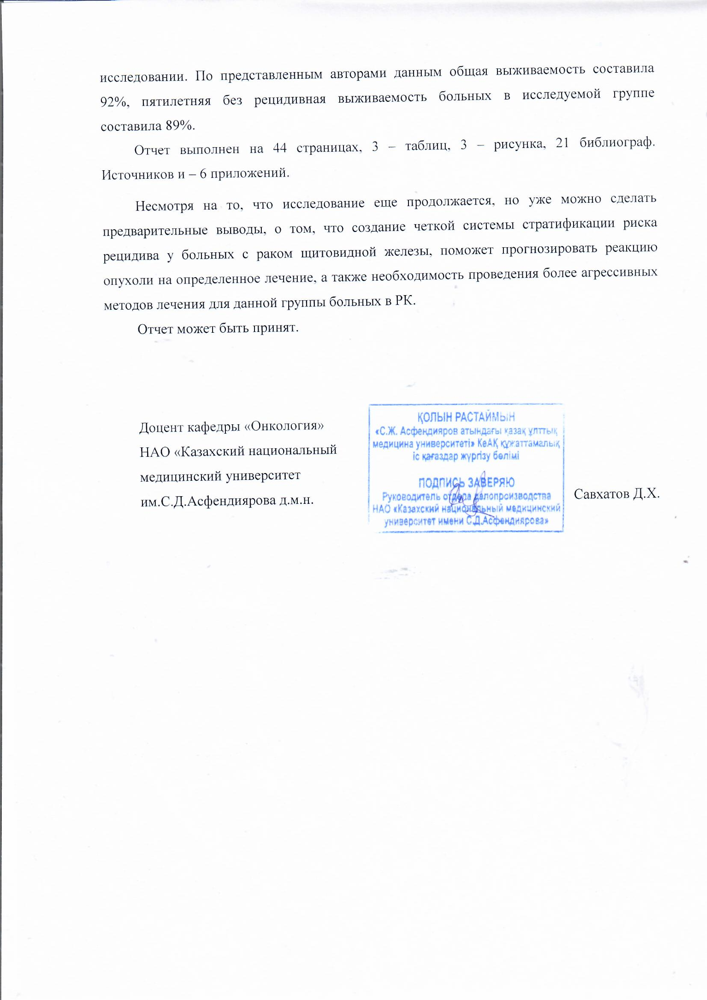 исследовании. По представленным авторами данным общая выживаемость составила
92%, пятилетняя без рецидивная выживаемость больных в исследуемой группе
составила 89%.
Отчет выполнен на 44 страницах, 3 – таблиц, 3 – рисунка, 21 библиограф.
Источников и – 6 приложений.
Несмотря на то, что исследование еще продолжается, но уже можно сделать
предварительные выводы, о том, что создание четкой системы стратификации риска
рецидива у больных с раком щитовидной железы, поможет прогнозировать реакцию
опухоли на определенное лечение, а также необходимость проведения более агрессивных
методов лечения для данной группы больных в РК.
Отчет может быть принят.
Доцент кафедры «Онкология»
НАО «Казахский национальный
медицинский университет
им.С.Д.Асфендиярова д.м.н.
ҚОЛЫН РАСТАЙМЫН
«С.Ж. Асфендияров атындағы қазақ ұлттық
медицина университеті» КеАҚ құжаттамалық
іс қағаздар жүргізу бөлімі
ПОДПИСЬ ЗАВЕРЯЮ
Руководитель отдела делопроизводства
НАО «Казахский национальный медицинский
университет имени С.Д.Асфендиярова»
Савхатов Д.Х.